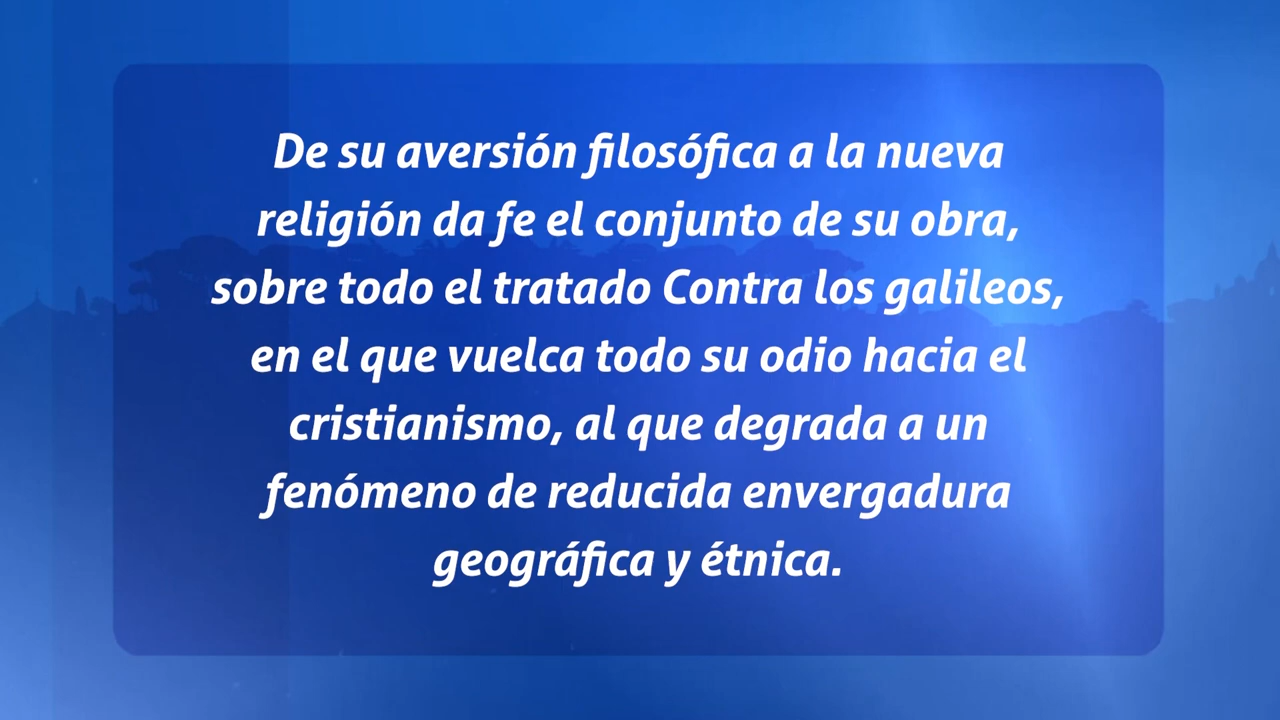 De su aversión filosófica a la nueva
religión da fe el conjunto de su obra,
sobre todo el tratado Contra los galileos,
en el que vuelca todo su odio hacia el
cristianismo, al que degrada a un
fenómeno de reducida envergadura
geográfica y étnica.